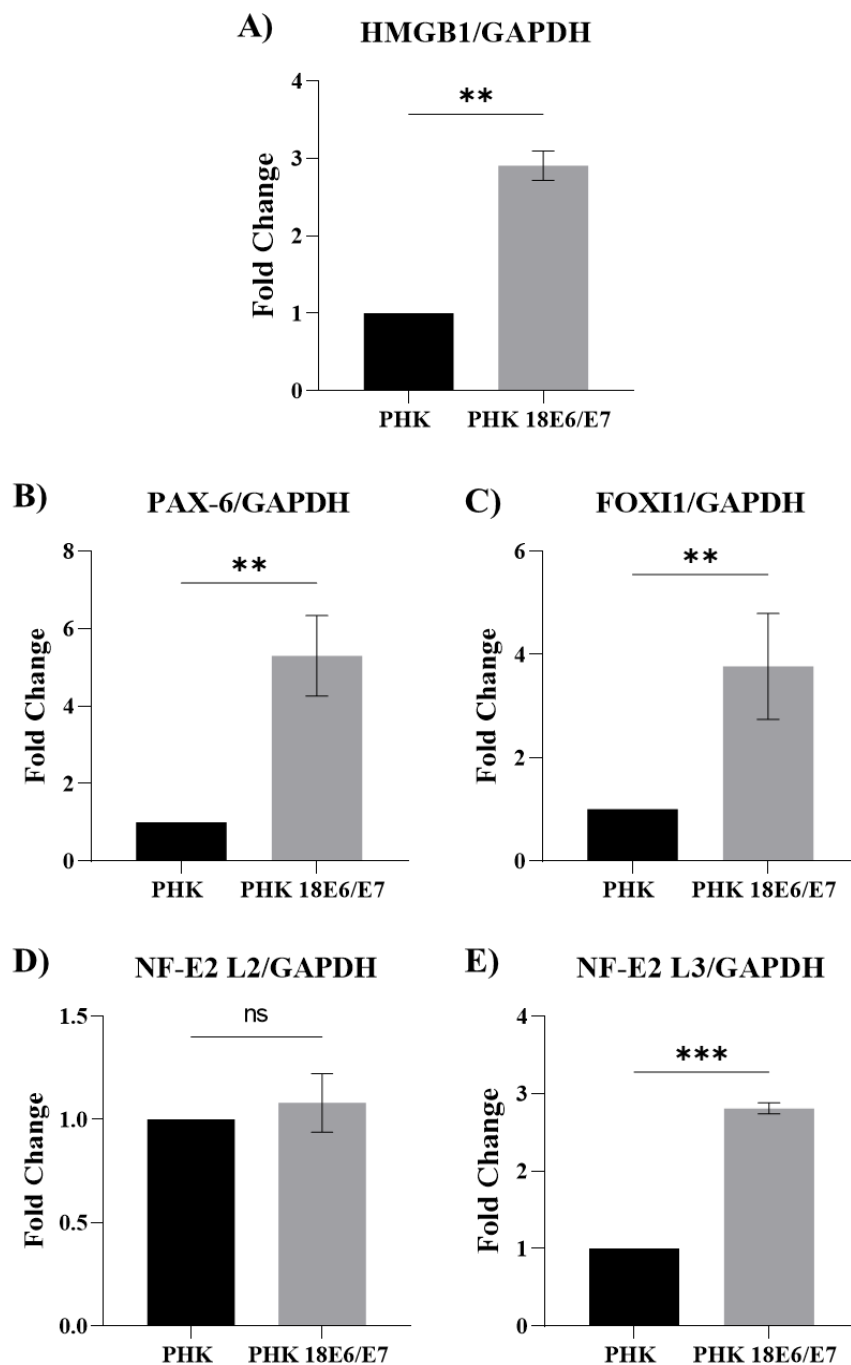 A) HMGB1/GAPDH
**
4
3
2
1
0
Fold Change
PHK PHK 18E6/E7
B) PAX-6/GAPDH
**
8
6
4
2
0
Fold Change
PHK PHK 18E6/E7
C) FOXI1/GAPDH
**
6
4
2
0
Fold Change
PHK PHK 18E6/E7
D) NF-E2 L2/GAPDH
ns
1.5
1.0
0.5
0.0
Fold Change
PHK PHK 18E6/E7
E) NF-E2 L3/GAPDH
***
4
3
2
1
0
Fold Change
PHK PHK 18E6/E7